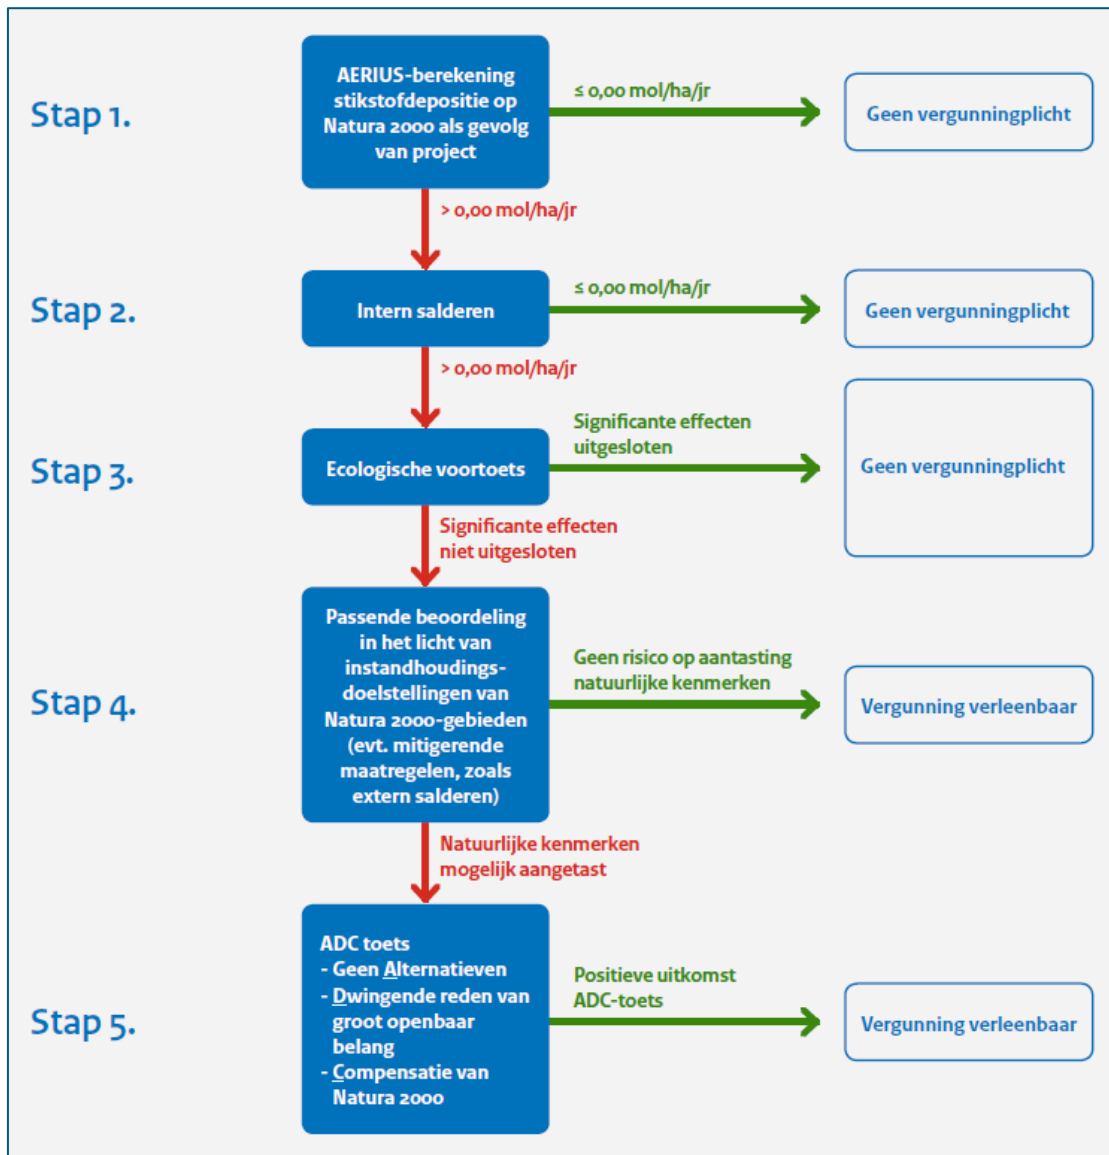 Stap 1.
AERIUS-berekening
stikstofdepositie op
Natura 2000 als gevolg
van project
≤ 0,00 mol/ha/jr
Geen vergunningplicht
> 0,00 mol/ha/jr
Stap 2.
Intern salderen
≤ 0,00 mol/ha/jr
Geen vergunningplicht
> 0,00 mol/ha/jr
Stap 3.
Ecologische voortoets
Significante effecten
uitgesloten
Geen vergunningplicht
Significante effecten
niet uitgesloten
Stap 4.
Passende beoordeling
in het licht van
instandhoudings-
doelstellingen van
Natura 2000-gebieden
(evt. mitigerende
maatregelen, zoals
extern salderen)
Geen risico op aantasting
natuurlijke kenmerken
Vergunning verleenbaar
Natuurlijke kenmerken
mogelijk aangetast
Stap 5.
ADC toets
- Geen Alternatieven
- Dwingende reden van
groot openbaar
belang
- Compensatie van
Natura 2000
Positieve uitkomst
ADC-toets
Vergunning verleenbaar